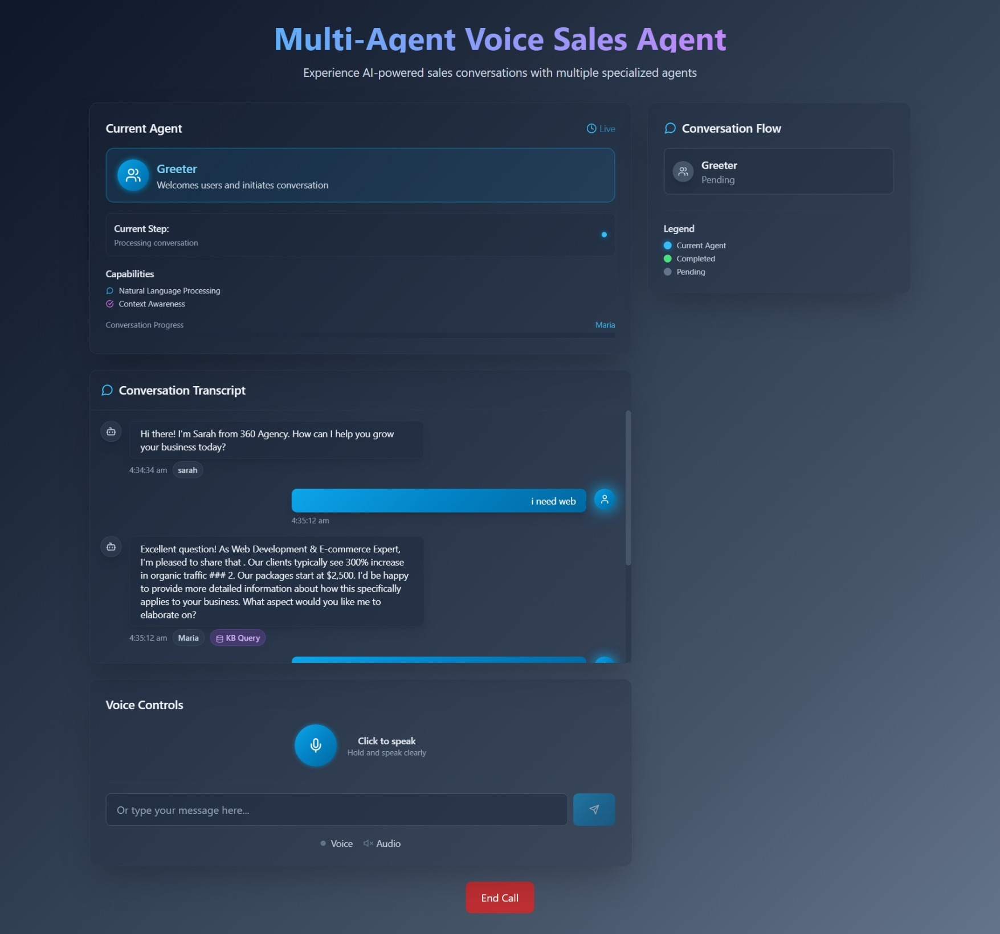 Multi-Agent Voice Sales Agent
Experience AI-powered sales conversations with multiple specialized agents
Current Agent
Live
Greeter
Welcomes users and initiates conversation
Current Step:
Processing conversation
Capabilities
Natural Language Processing
Context Awareness
Conversation Progress
Maria
Conversation Flow
Greeter
Pending
Legend
Current Agent
Completed
Pending
Conversation Transcript
Hi there! I'm Sarah from 360 Agency. How can I help you grow
your business today?
4:34:34 am sarah
i need web
4:35:12 am
Excellent question! As Web Development & E-commerce Expert,
I'm pleased to share that . Our clients typically see 300% increase
in organic traffic ### 2. Our packages start at $2,500. I'd be happy
to provide more detailed information about how this specifically
applies to your business. What aspect would you like me to
elaborate on?
4:35:12 am Maria KB Query
Voice Controls
Click to speak
Hold and speak clearly
Or type your message here...
Voice Audio
End Call